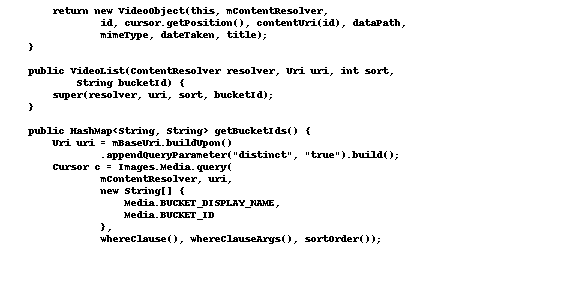 return new VideoObject(this, mContentResolver,
id, cursor.getPosition(), contentUri(id), dataPath,
mimeType, dateTaken, title);
}
public VideoList(ContentResolver resolver, Uri uri, int sort,
String bucketId) {
super(resolver, uri, sort, bucketId);
}
public HashMap<String, String> getBucketIds() {
Uri uri = mBaseUri.buildUpon()
.appendQueryParameter("distinct", "true").build();
Cursor c = Images.Media.query(
mContentResolver, uri,
new String[] {
Media.BUCKET_DISPLAY_NAME,
Media.BUCKET_ID
},
whereClause(), whereClauseArgs(), sortOrder());